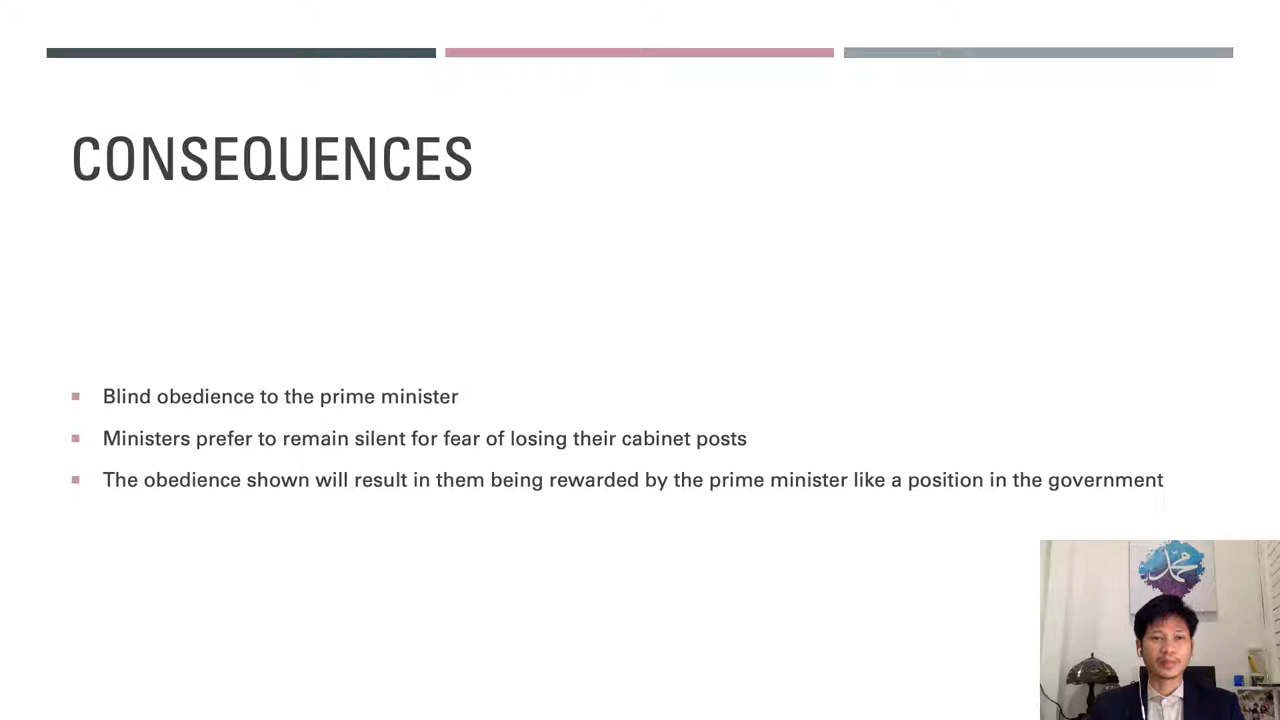 CONSEQUENCES
Blind obedience to the prime minister
Ministers prefer to remain silent for fear of losing their cabinet posts
The obedience shown will result in them being rewarded by the prime minister like a position in the government
محمد